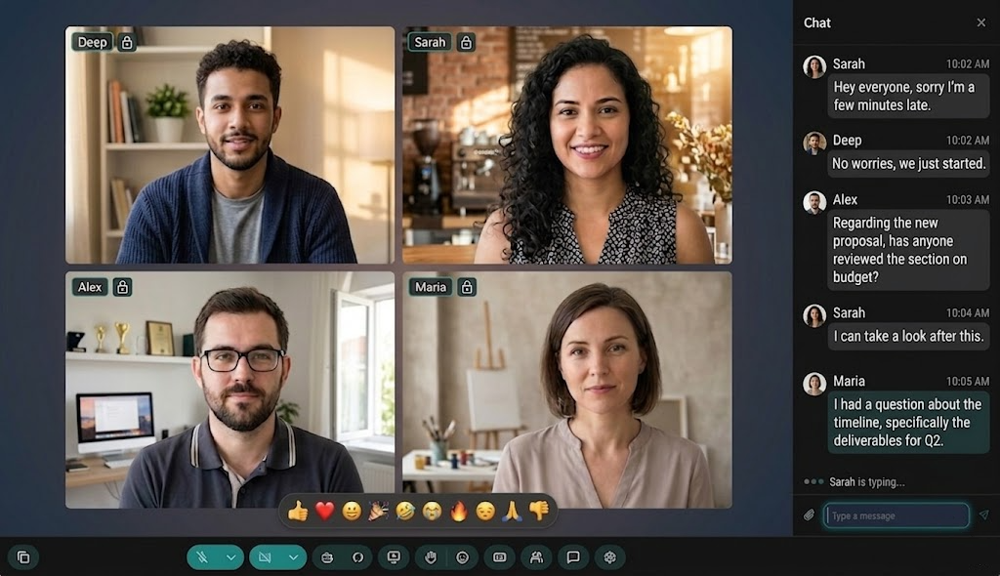 Deep
Sarah
Alex
Maria
Chat
Sarah
10:02 AM
Hey everyone, sorry I'm a
few minutes late.
Deep
10:02 AM
No worries, we just started.
Alex
10:03 AM
Regarding the new
proposal, has anyone
reviewed the section on
budget?
Sarah
10:04 AM
I can take a look after this.
Maria
10:05 AM
I had a question about the
timeline, specifically the
deliverables for Q2.
Sarah is typing...
Type a message